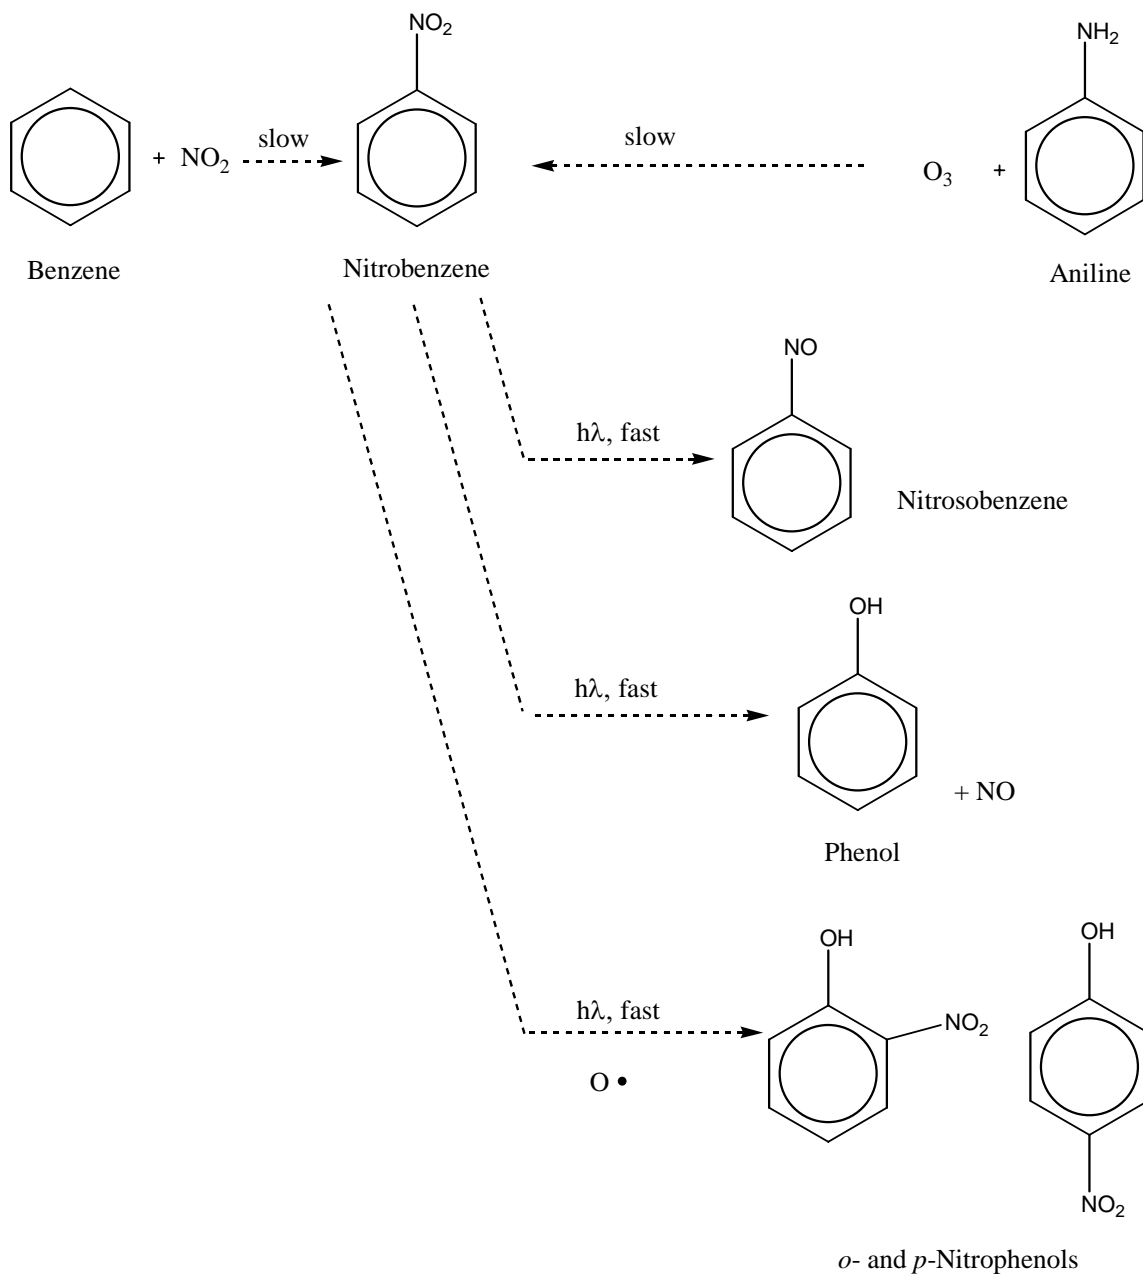 NO₂
NH₂
+ NO₂
slow
slow
O₃ +
Benzene
Nitrobenzene
Aniline
NO
hλ, fast
Nitrosobenzene
OH
hλ, fast
+ NO
Phenol
OH
OH
hλ, fast
NO₂
O •
NO₂
o- and p-Nitrophenols